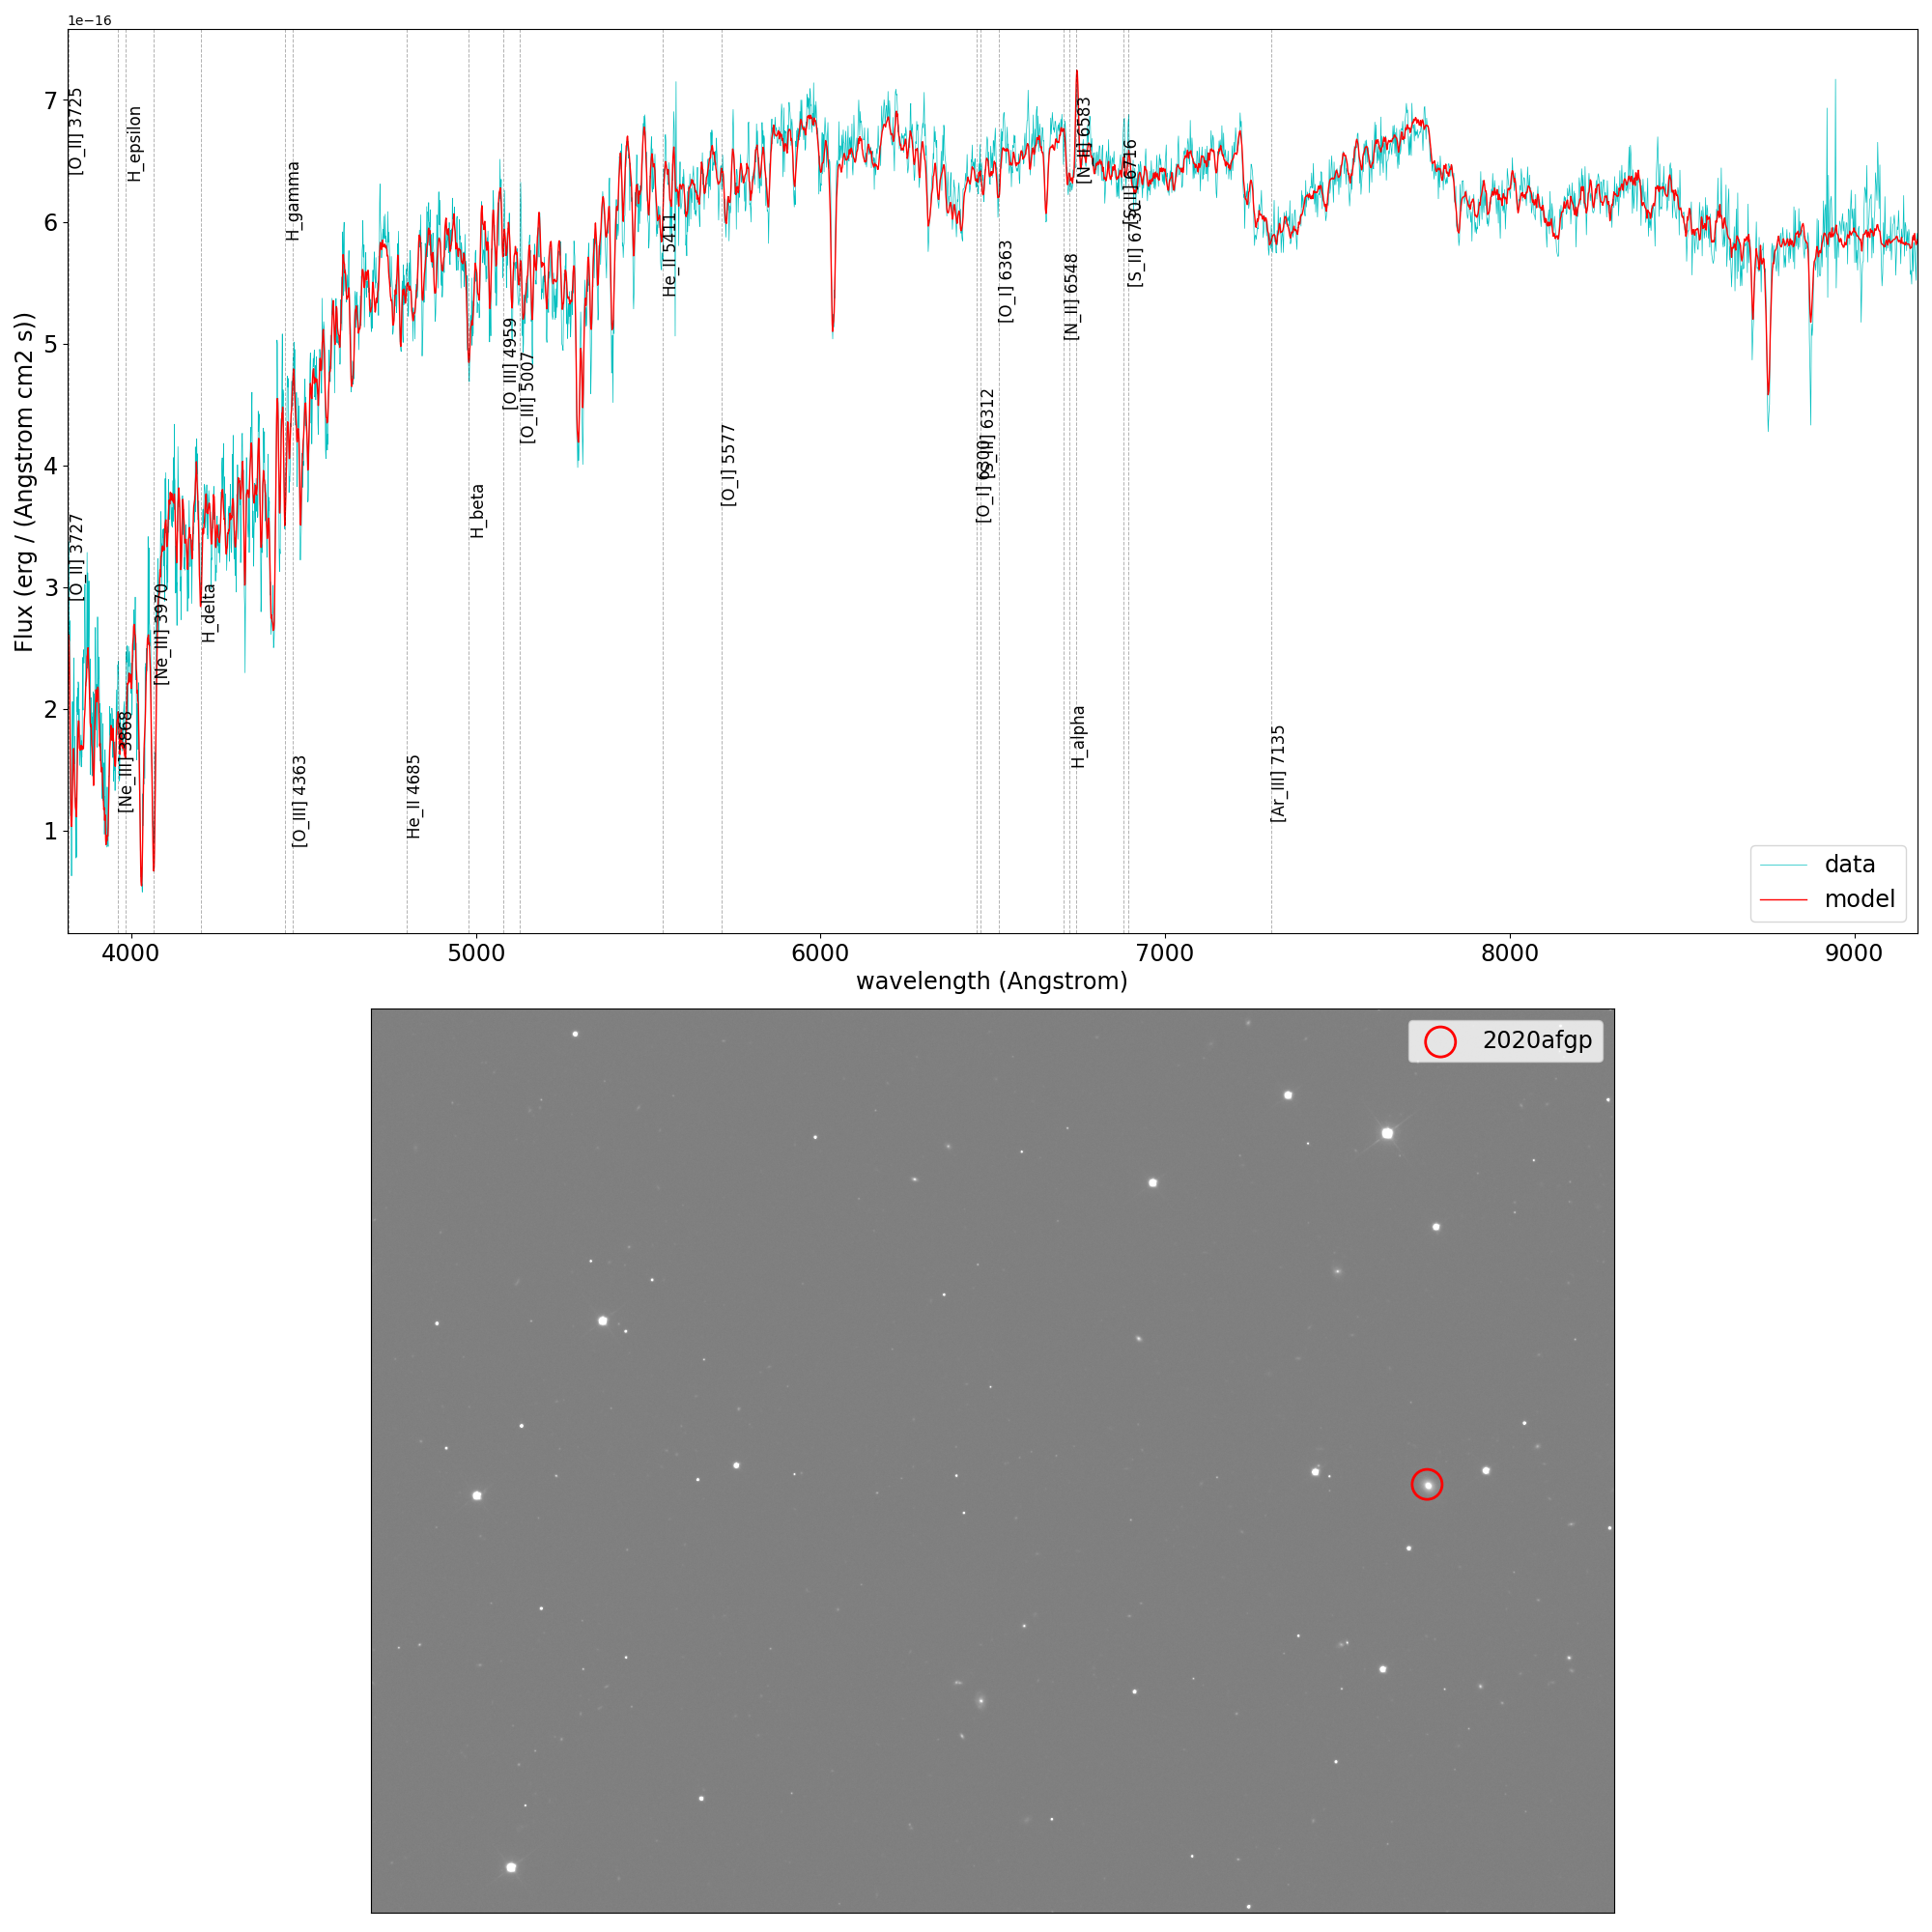 1e−16
[O_II] 3725
H_epsilon
H_gamma
[N_II] 6583
[S_II] 6716
[S_II] 6730
He_II 5411
[O_I] 6363
[N_II] 6548
[O_III] 4959
[O_III] 5007
[O_I] 5577
[S_III] 6312
[O_I] 6300
H_beta
[O_II] 3727
[Ne_III] 3970
H_delta
[Ne_III] 3868
H_alpha
[O_III] 4363
He_II 4685
[Ar_III] 7135
7
6
5
4
3
2
1
Flux (erg / (Angstrom cm2 s))
data
model
4000 5000 6000 7000 8000 9000
wavelength (Angstrom)
2020afgp